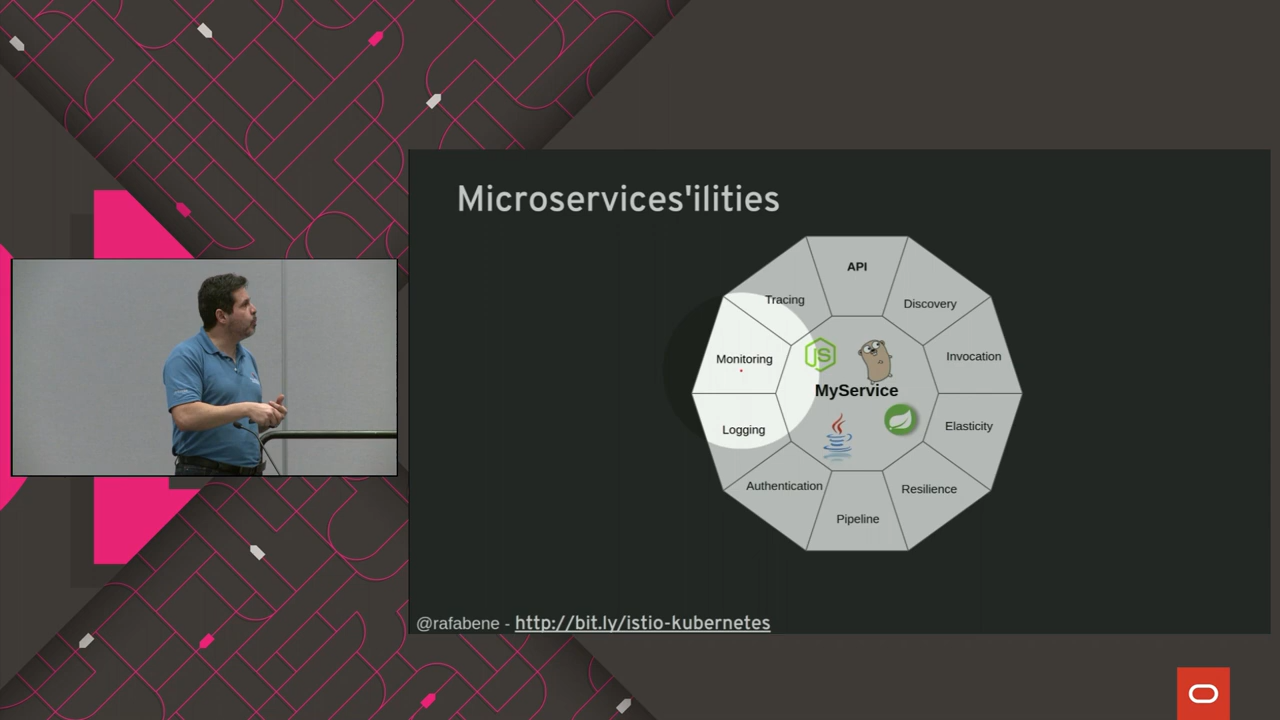 Microservices'ilities
API
Tracing
Discovery
Monitoring
Invocation
JS
MyService
Logging
Elasticity
Authentication
Resilience
Pipeline
@rafabene - http://bit.ly/istio-kubernetes